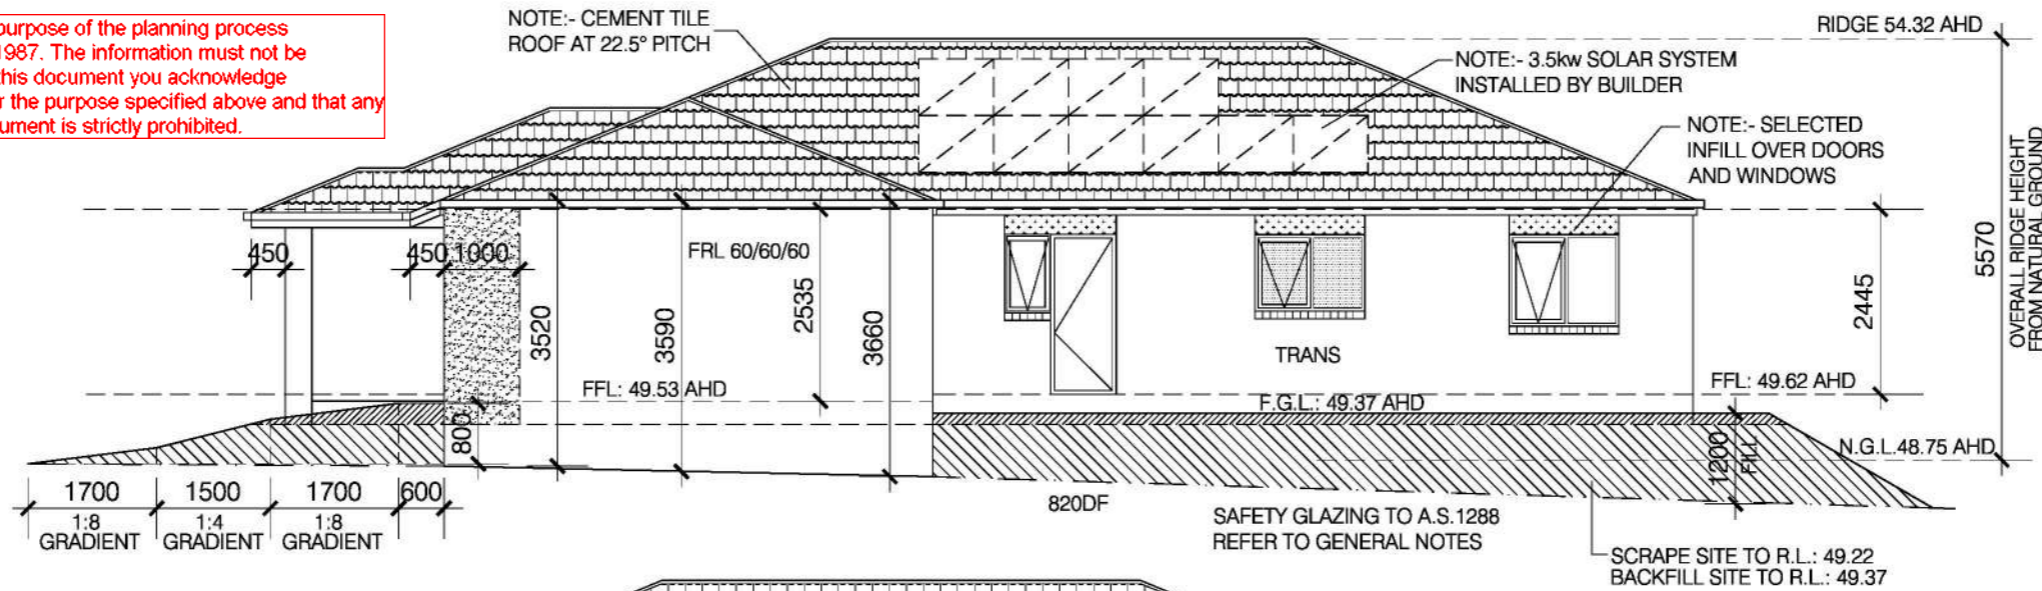 purpose of the planning process
1987. The information must not be
this document you acknowledge
r the purpose specified above and that any
ument is strictly prohibited.
NOTE:- CEMENT TILE
ROOF AT 22.5° PITCH
RIDGE 54.32 AHD
NOTE:- 3.5kw SOLAR SYSTEM
INSTALLED BY BUILDER
NOTE:- SELECTED
INFILL OVER DOORS
AND WINDOWS
450
450
1000
FRL 60/60/60
3520
3590
2535
3660
800
FFL: 49.53 AHD
TRANS
F.G.L.: 49.37 AHD
FFL: 49.62 AHD
2445
5570
OVERALL RIDGE HEIGHT
FROM NATURAL GROUND
N.G.L.48.75 AHD
1200
FILL
1700
1500
1700
600
1:8
GRADIENT
1:4
GRADIENT
1:8
GRADIENT
820DF
SAFETY GLAZING TO A.S.1288
REFER TO GENERAL NOTES
SCRAPE SITE TO R.L.: 49.22
BACKFILL SITE TO R.L.: 49.37